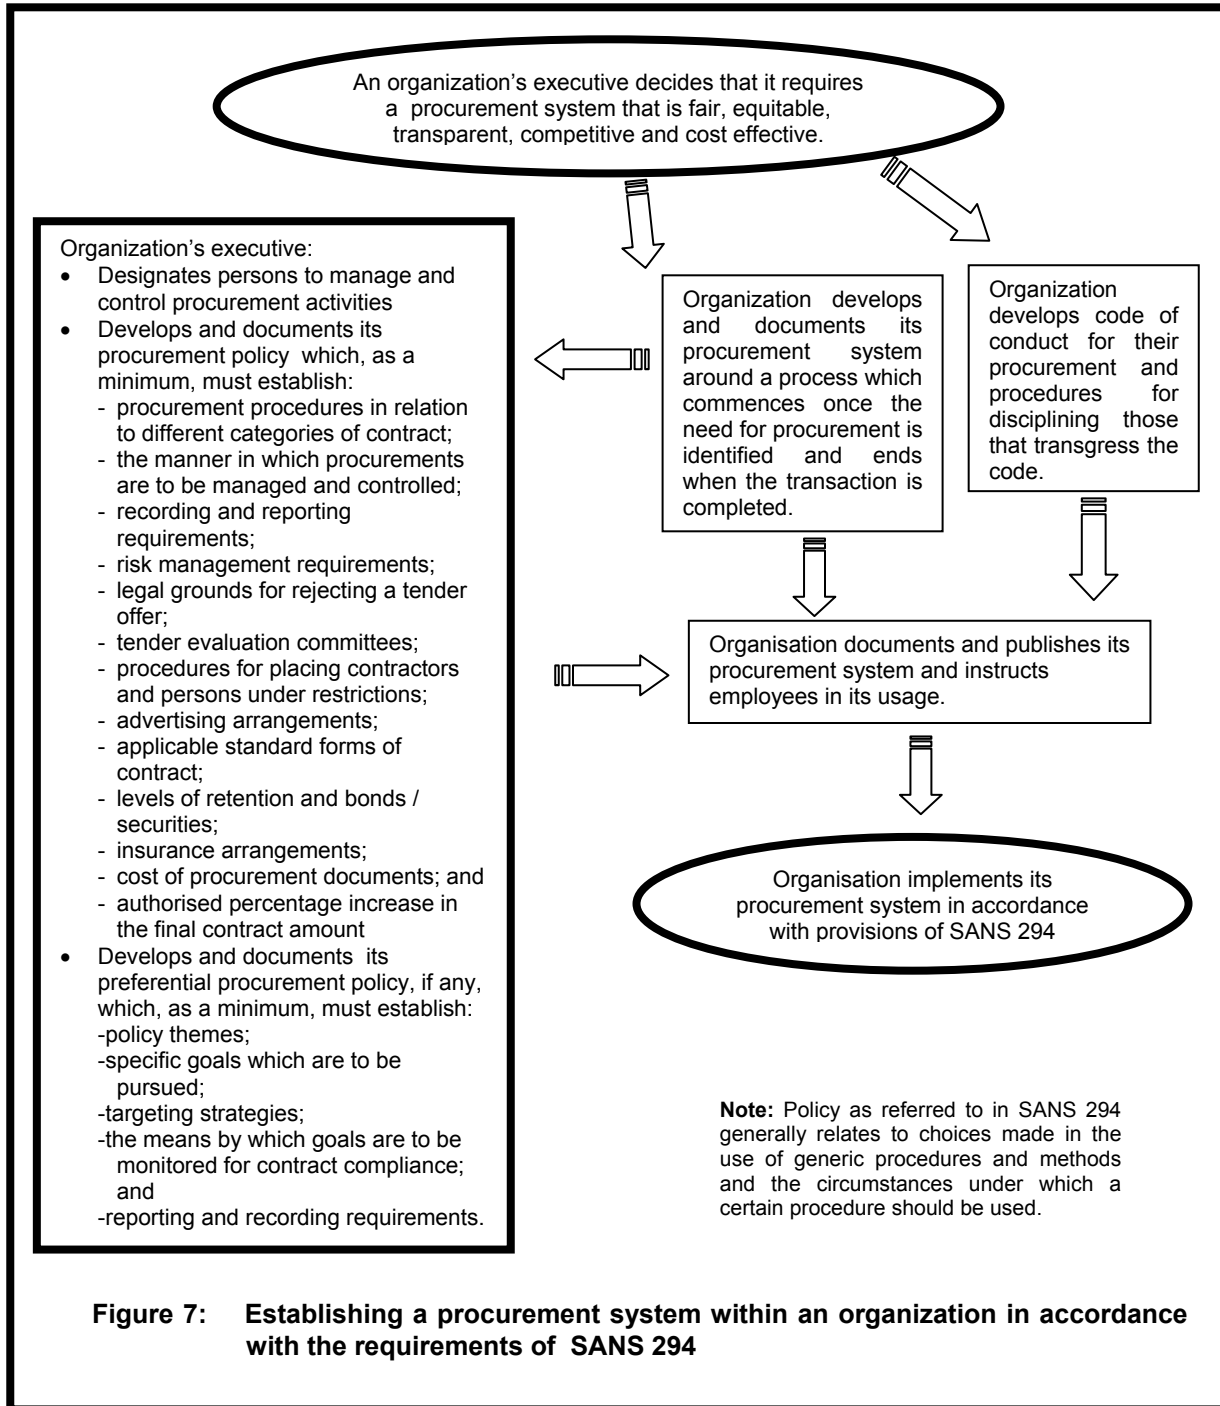 An organization's executive decides that it requires
a procurement system that is fair, equitable,
transparent, competitive and cost effective.
Organization's executive:
• Designates persons to manage and
control procurement activities
• Develops and documents its
procurement policy which, as a
minimum, must establish:
- procurement procedures in relation
to different categories of contract;
- the manner in which procurements
are to be managed and controlled;
- recording and reporting
requirements;
- risk management requirements;
- legal grounds for rejecting a tender
offer;
- tender evaluation committees;
- procedures for placing contractors
and persons under restrictions;
- advertising arrangements;
- applicable standard forms of
contract;
- levels of retention and bonds /
securities;
- insurance arrangements;
- cost of procurement documents; and
- authorised percentage increase in
the final contract amount
• Develops and documents its
preferential procurement policy, if any,
which, as a minimum, must establish:
-policy themes;
-specific goals which are to be
pursued;
-targeting strategies;
-the means by which goals are to be
monitored for contract compliance;
and
-reporting and recording requirements.
Organization develops
and documents its
procurement system
around a process which
commences once the
need for procurement is
identified and ends
when the transaction is
completed.
Organization
develops code of
conduct for their
procurement and
procedures for
disciplining those
that transgress the
code.
Organisation documents and publishes its
procurement system and instructs
employees in its usage.
Organisation implements its
procurement system in accordance
with provisions of SANS 294
Note: Policy as referred to in SANS 294
generally relates to choices made in the
use of generic procedures and methods
and the circumstances under which a
certain procedure should be used.
Figure 7: Establishing a procurement system within an organization in accordance
with the requirements of SANS 294